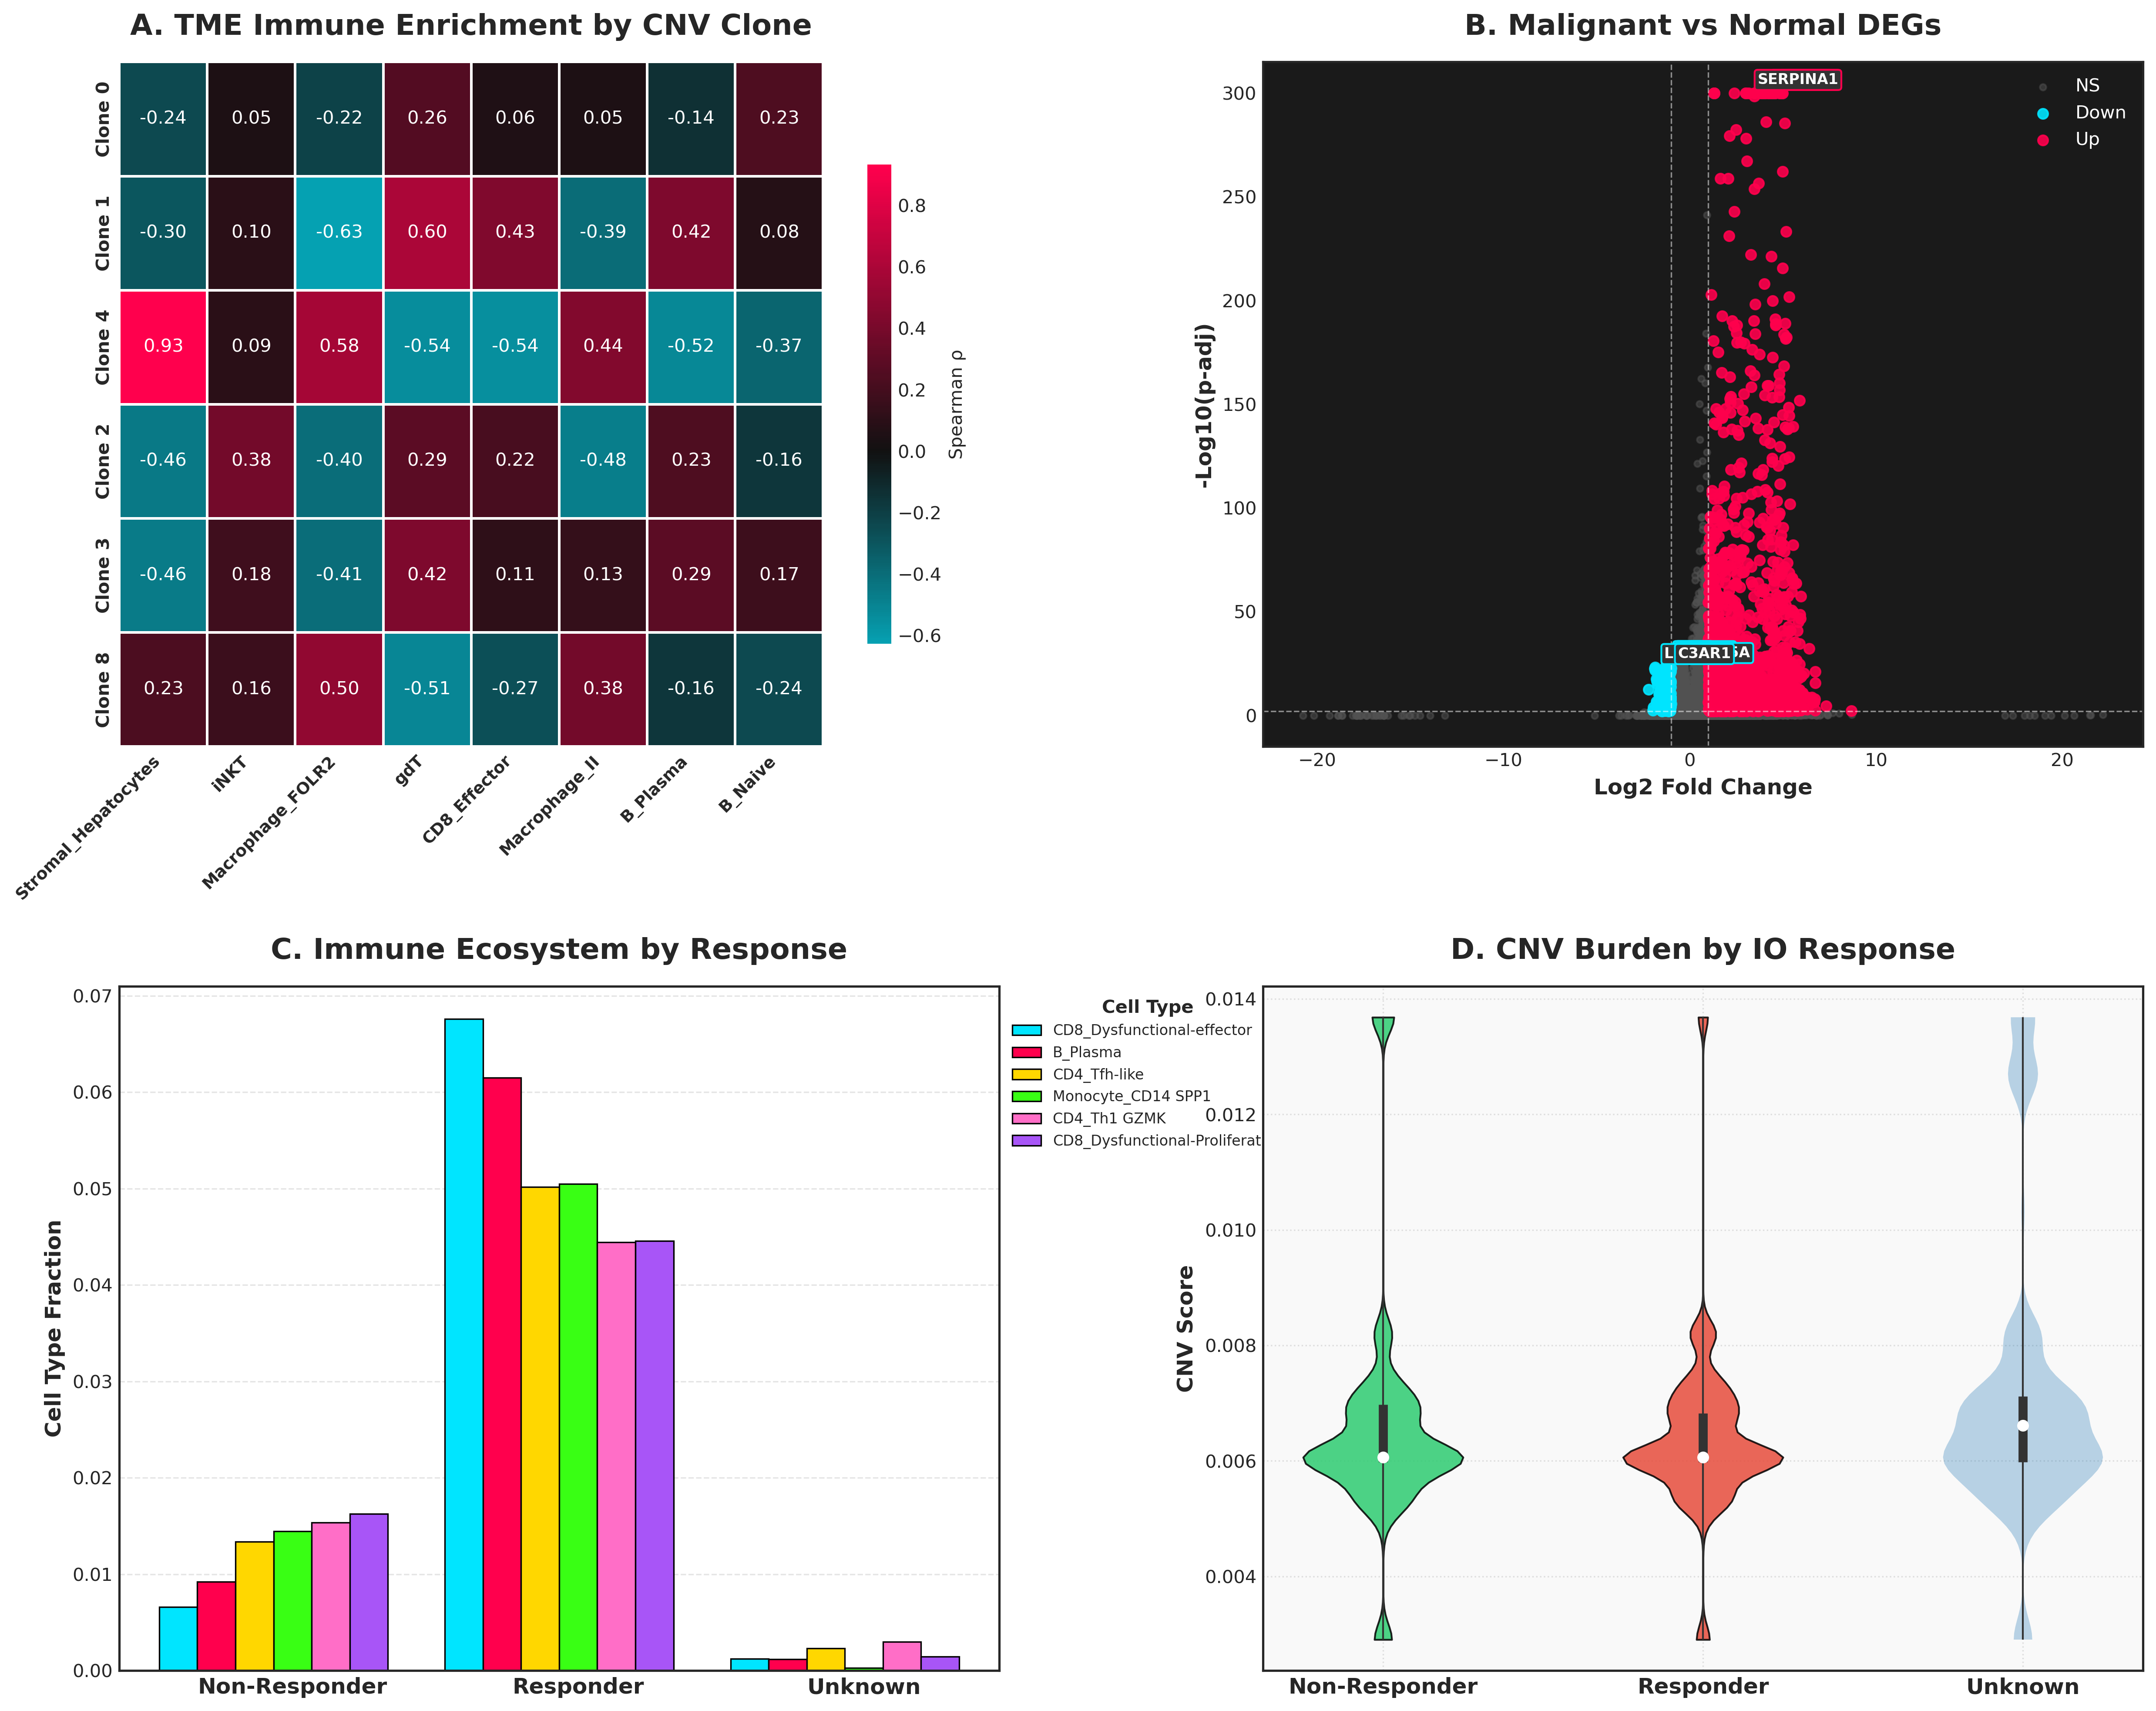 A. TME Immune Enrichment by CNV Clone
Clone 0
-0.24 0.05 -0.22 0.26 0.06 0.05 -0.14 0.23
Clone 1
-0.30 0.10 -0.63 0.60 0.43 -0.39 0.42 0.08
Clone 4
0.93 0.09 0.58 -0.54 -0.54 0.44 -0.52 -0.37
Clone 2
-0.46 0.38 -0.40 0.29 0.22 -0.48 0.23 -0.16
Clone 3
-0.46 0.18 -0.41 0.42 0.11 0.13 0.29 0.17
Clone 8
0.23 0.16 0.50 -0.51 -0.27 0.38 -0.16 -0.24
Stromal_Hepatocytes
iNKT
Macrophage_FOLR2
gdT
CD8_Effector
Macrophage_II
B_Plasma
B_Naive
0.8
0.6
0.4
0.2
0.0
−0.2
−0.4
−0.6
Spearman ρ
B. Malignant vs Normal DEGs
SERPINA1
NS
Down
Up
L
C3AR1
A
300
250
200
150
100
50
0
-Log10(p-adj)
−20 −10 0 10 20
Log2 Fold Change
C. Immune Ecosystem by Response
0.07
0.06
0.05
0.04
0.03
0.02
0.01
0.00
Cell Type Fraction
Non-Responder Responder Unknown
Cell Type
CD8_Dysfunctional-effector
B_Plasma
CD4_Tfh-like
Monocyte_CD14 SPP1
CD4_Th1 GZMK
CD8_Dysfunctional-Proliferat
D. CNV Burden by IO Response
0.014
0.012
0.010
0.008
0.006
0.004
CNV Score
Non-Responder Responder Unknown